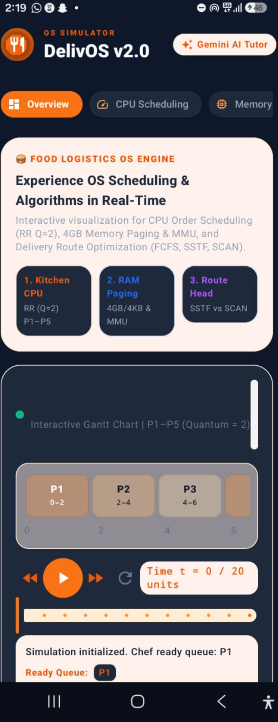 2:19
46
OS SIMULATOR
DelivOS v2.0
Gemini AI Tutor
Overview
CPU Scheduling
Memory
FOOD LOGISTICS OS ENGINE
Experience OS Scheduling &
Algorithms in Real-Time
Interactive visualization for CPU Order Scheduling
(RR Q=2), 4GB Memory Paging & MMU, and
Delivery Route Optimization (FCFS, SSTF, SCAN).
1. Kitchen
CPU
RR (Q=2)
P1–P5
2. RAM
Paging
4GB/4KB &
MMU
3. Route
Head
SSTF vs SCAN
Interactive Gantt Chart | P1–P5 (Quantum = 2)
P1
0–2
P2
2–4
P3
4–6
0 2 4 6
Time t = 0 / 20
units
Simulation initialized. Chef ready queue: P1
Ready Queue: P1